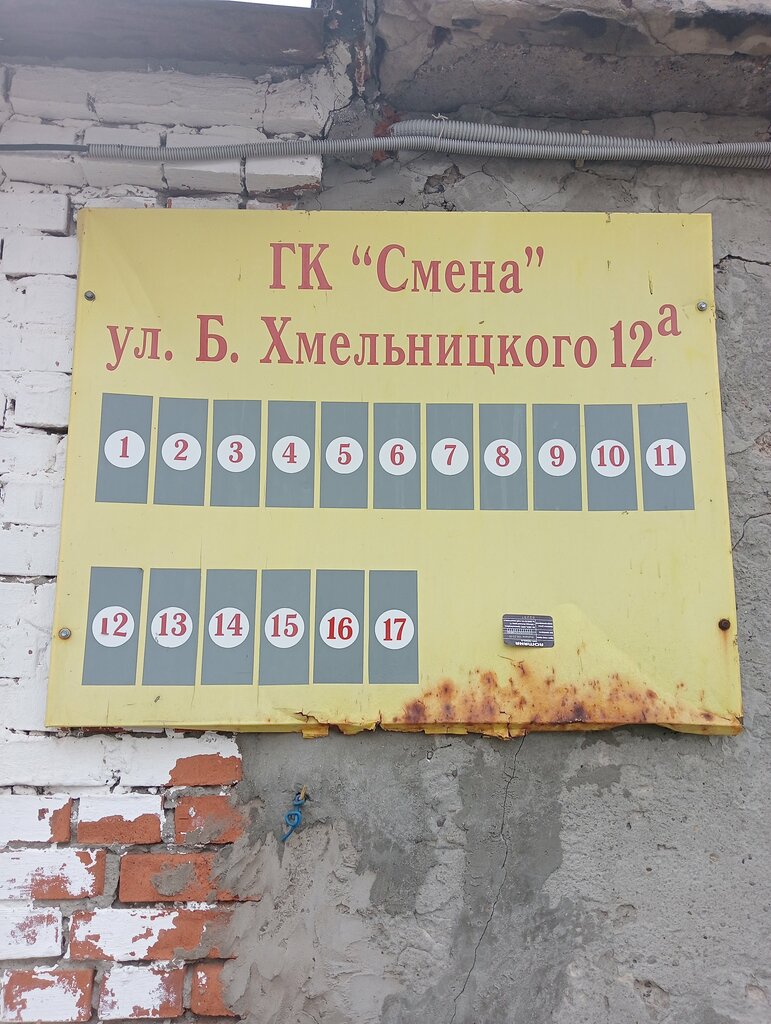 ГК “Смена”
ул. Б. Хмельницкого 12а
1 2 3 4 5 6 7 8 9 10 11
12 13 14 15 16 17